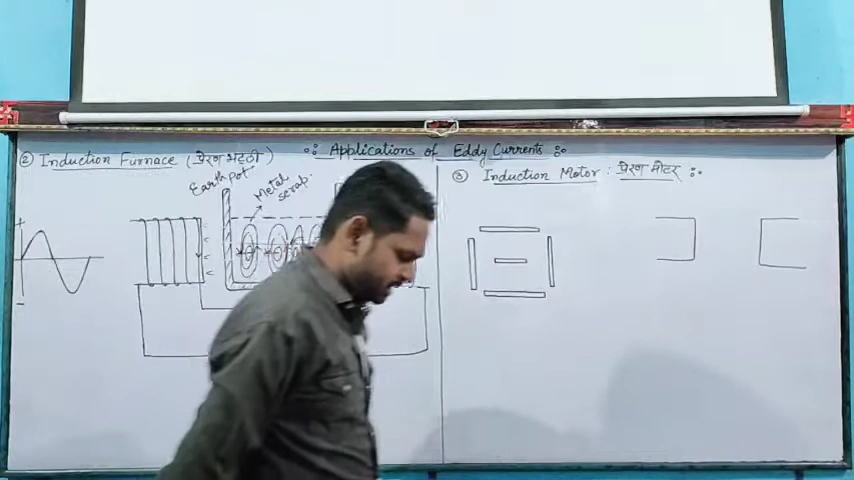 Applications of Eddy Currents
② Induction Furnace (प्रेरण भट्ठी)
Earth pot
Metal
scrap.
③ Induction Motor : प्रेरण मोटर